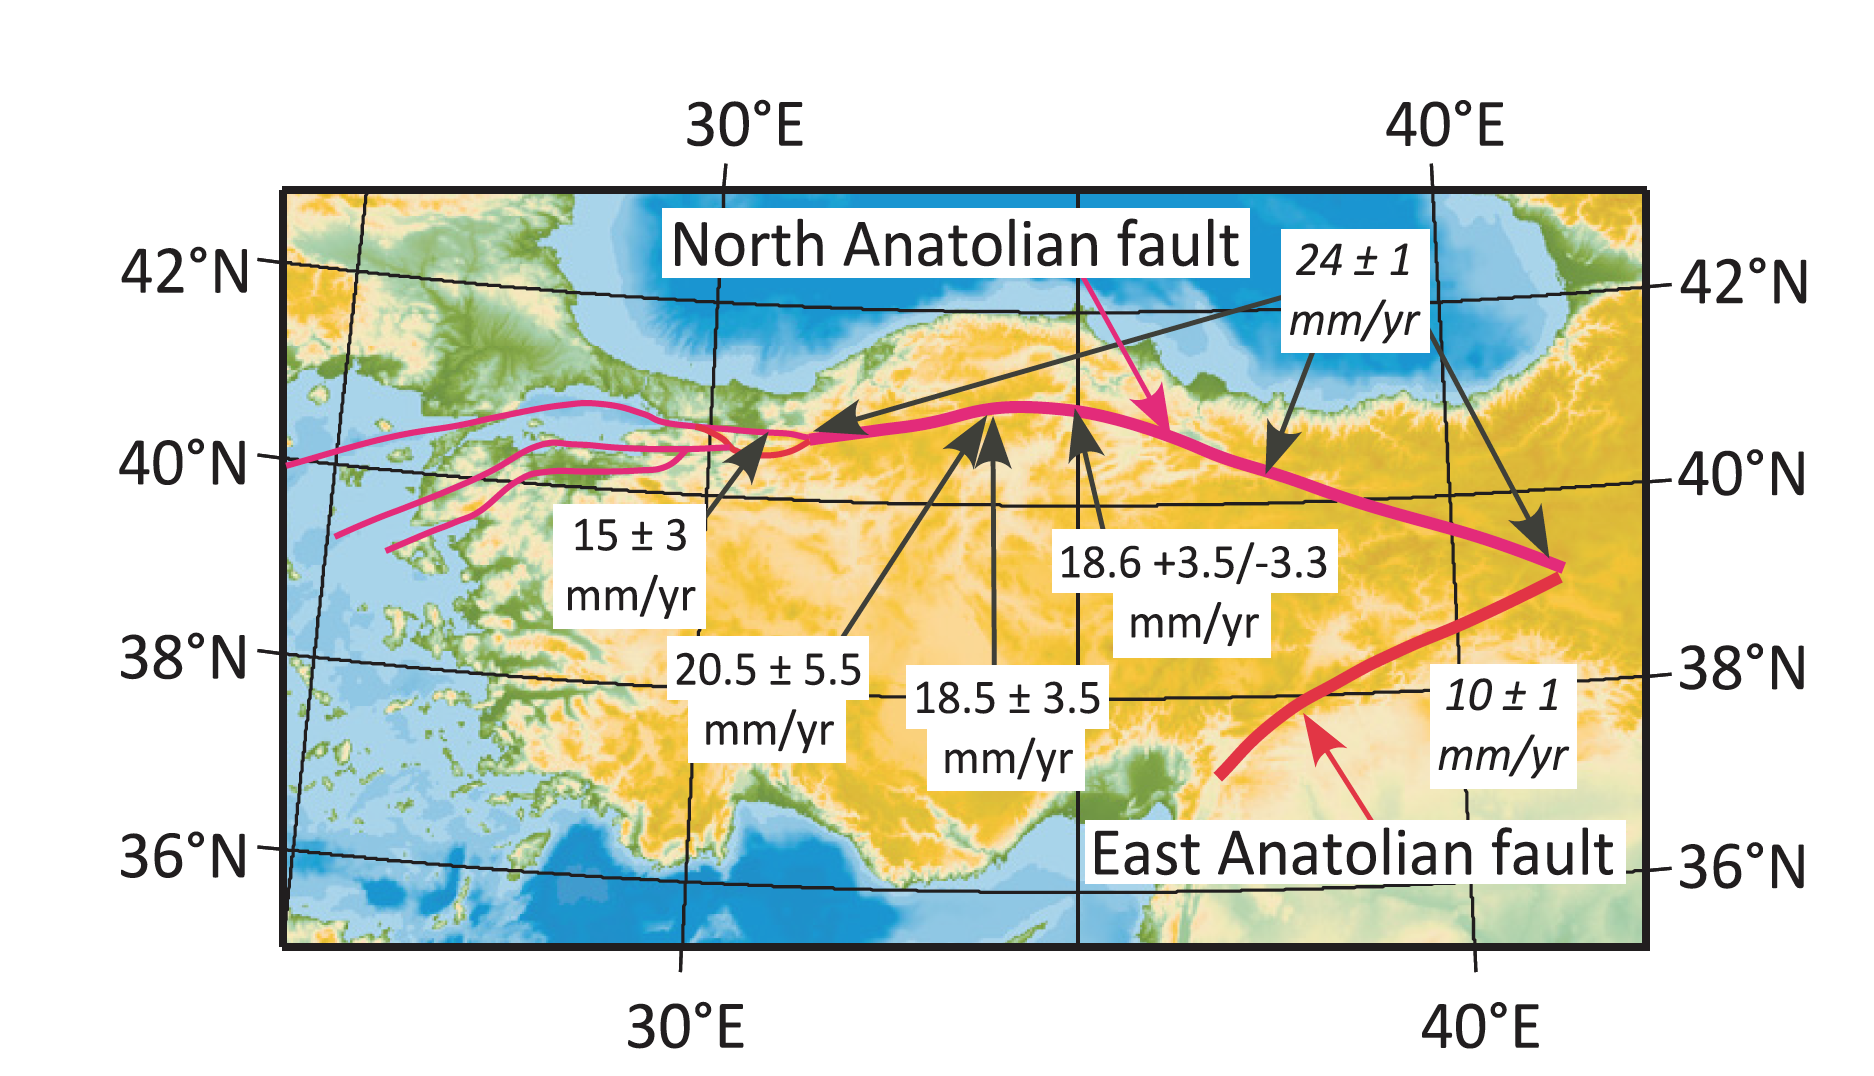 30°E
40°E
North Anatolian fault
24 ± 1
mm/yr
42°N
42°N
40°N
40°N
15 ± 3
mm/yr
18.6 +3.5/-3.3
mm/yr
20.5 ± 5.5
mm/yr
18.5 ± 3.5
mm/yr
38°N
38°N
10 ± 1
mm/yr
East Anatolian fault
36°N
36°N
30°E
40°E